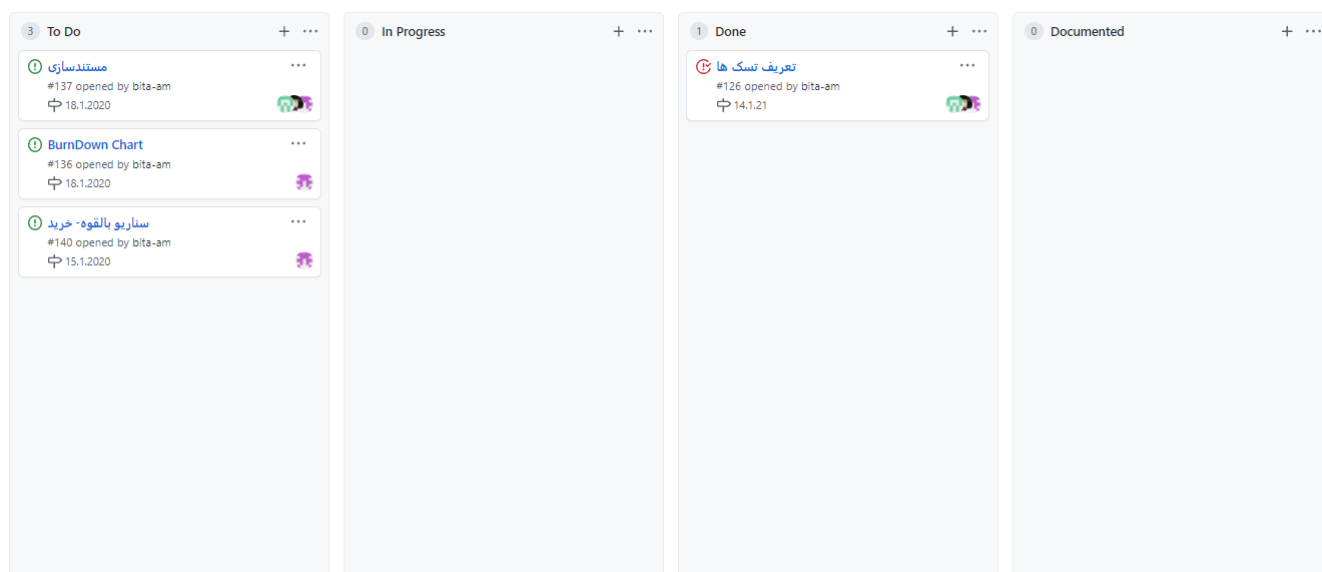 3 To Do
مستندسازی
#137 opened by bita-am
18.1.2020
BurnDown Chart
#136 opened by bita-am
18.1.2020
سناریو بالقوه- خرید
#140 opened by bita-am
15.1.2020
0 In Progress
1 Done
تعریف تسک ها
#126 opened by bita-am
14.1.21
0 Documented